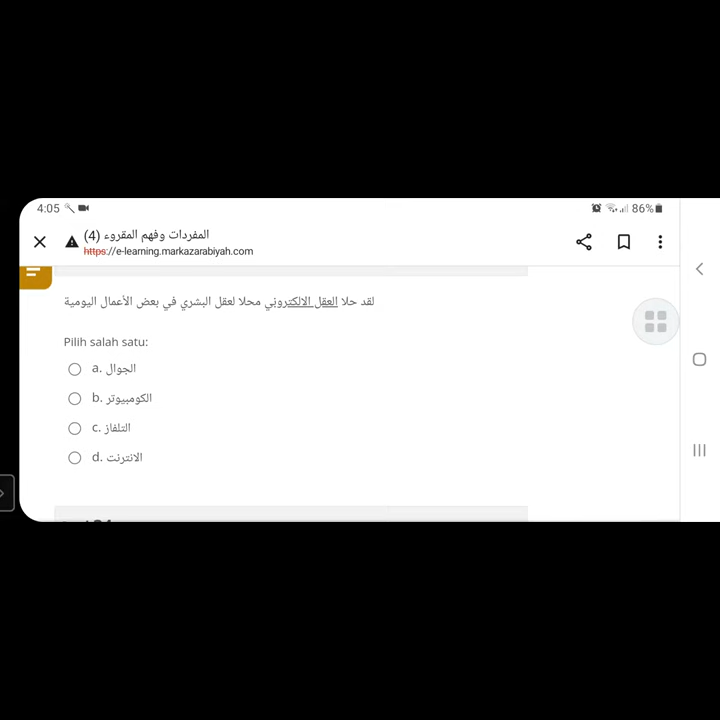 4:05
86%
المفردات وفهم المقروء (4)
https://e-learning.markazarabiyah.com
لقد حلا العقل الالكتروني محلا لعقل البشري في بعض الأعمال اليومية
Pilih salah satu:
a. الجوال
b. الكومبيوتر
c. التلفاز
d. الانترنت